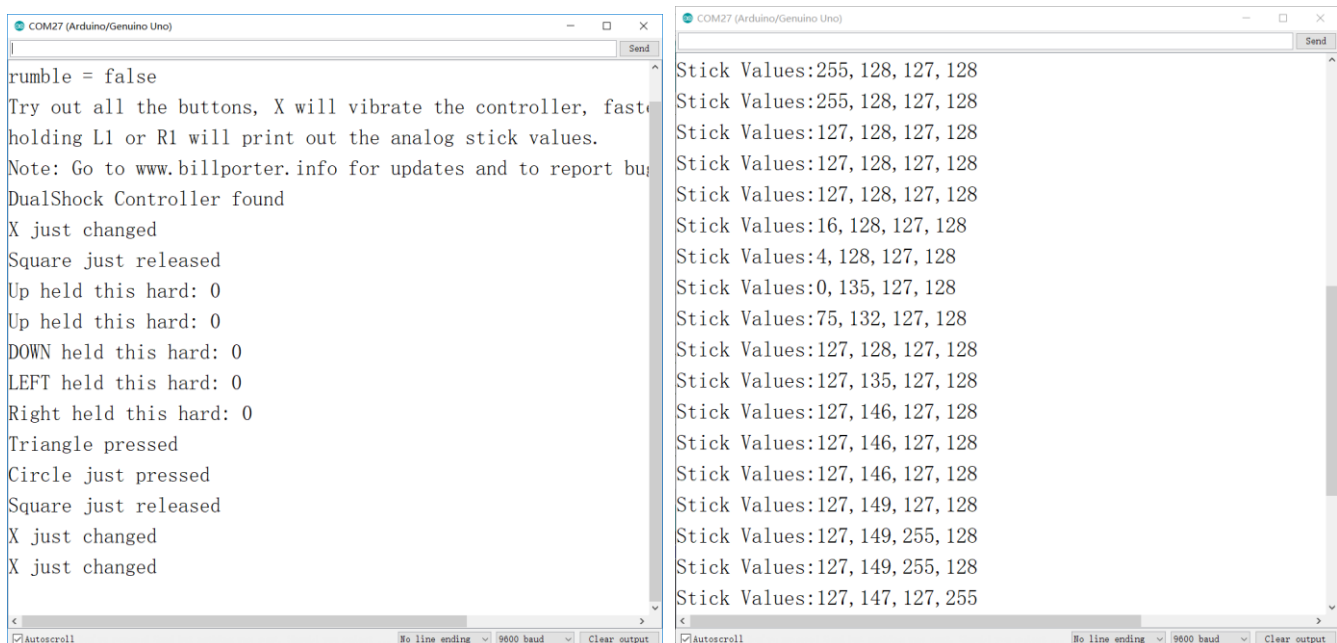 COM27 (Arduino/Genuino Uno)
Send
rumble = false
Try out all the buttons, X will vibrate the controller,
holding L1 or R1 will print out the analog stick values.
Note: Go to www.billporter.info for updates and to report
DualShock Controller found
X just changed
Square just released
Up held this hard: 0
Up held this hard: 0
DOWN held this hard: 0
LEFT held this hard: 0
Right held this hard: 0
Triangle pressed
Circle just pressed
Square just released
X just changed
X just changed
Autoscroll
No line ending
9600 baud
Clear output
COM27 (Arduino/Genuino Uno)
Send
Stick Values:255,128,127,128
Stick Values:255,128,127,128
Stick Values:127,128,127,128
Stick Values:127,128,127,128
Stick Values:127,128,127,128
Stick Values:16,128,127,128
Stick Values:4,128,127,128
Stick Values:0,135,127,128
Stick Values:75,132,127,128
Stick Values:127,128,127,128
Stick Values:127,135,127,128
Stick Values:127,146,127,128
Stick Values:127,146,127,128
Stick Values:127,146,127,128
Stick Values:127,149,127,128
Stick Values:127,149,255,128
Stick Values:127,149,255,128
Stick Values:127,147,127,255
Autoscroll
No line ending
9600 baud
Clear output